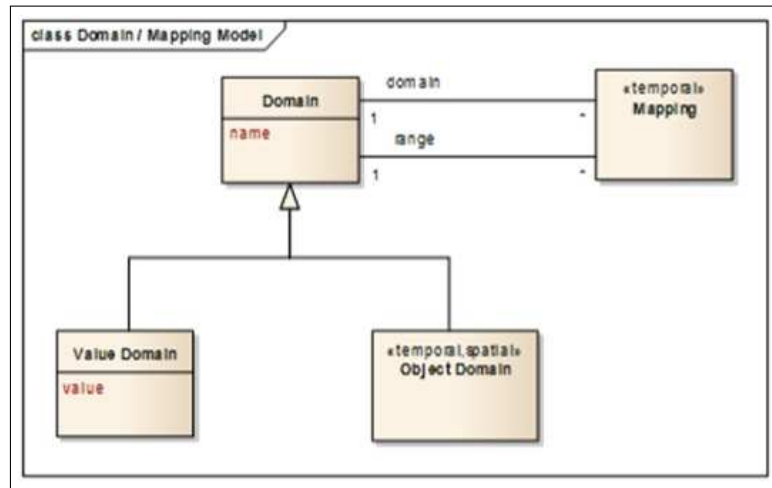 class Domain / Mapping Model
domain
Domain
name
1
*
range
1
*
«temporal»
Mapping
Value Domain
value
«temporal,spatial»
Object Domain